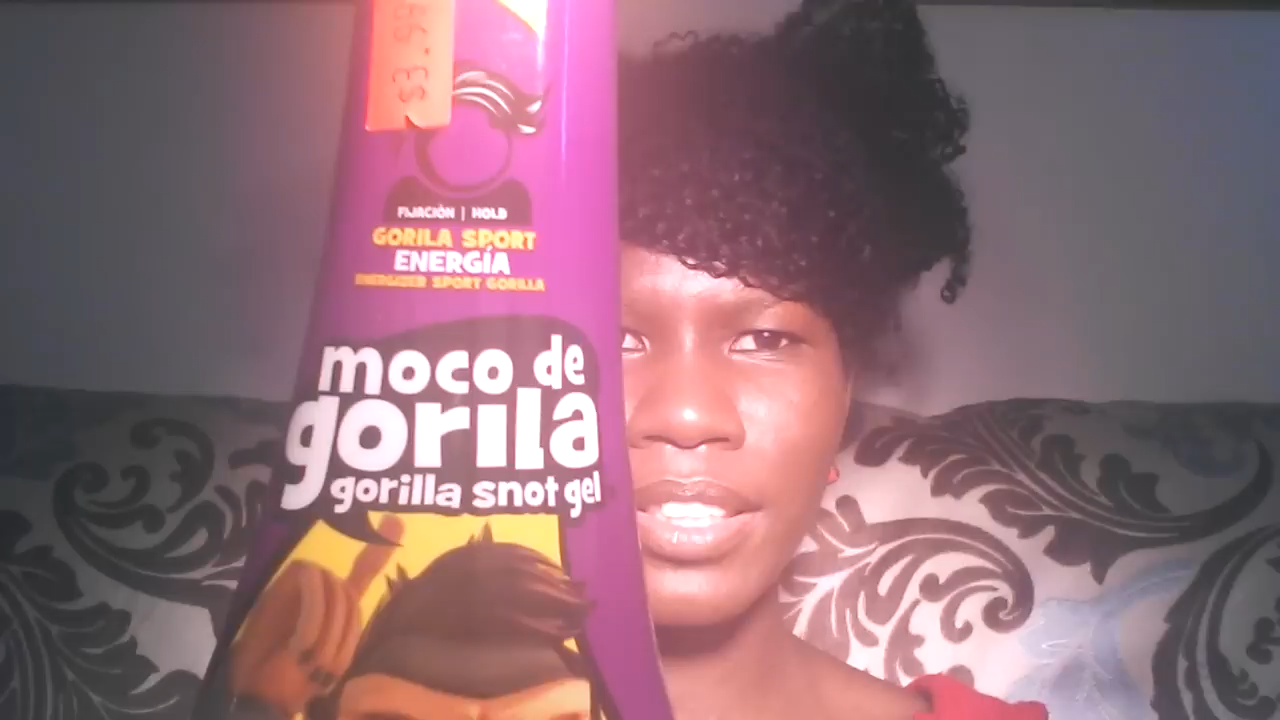 $3.99
FIJACIÓN | HOLD
GORILA SPORT
ENERGÍA
ENERGIZER SPORT GORILLA
moco de
gorila
gorilla snot gel